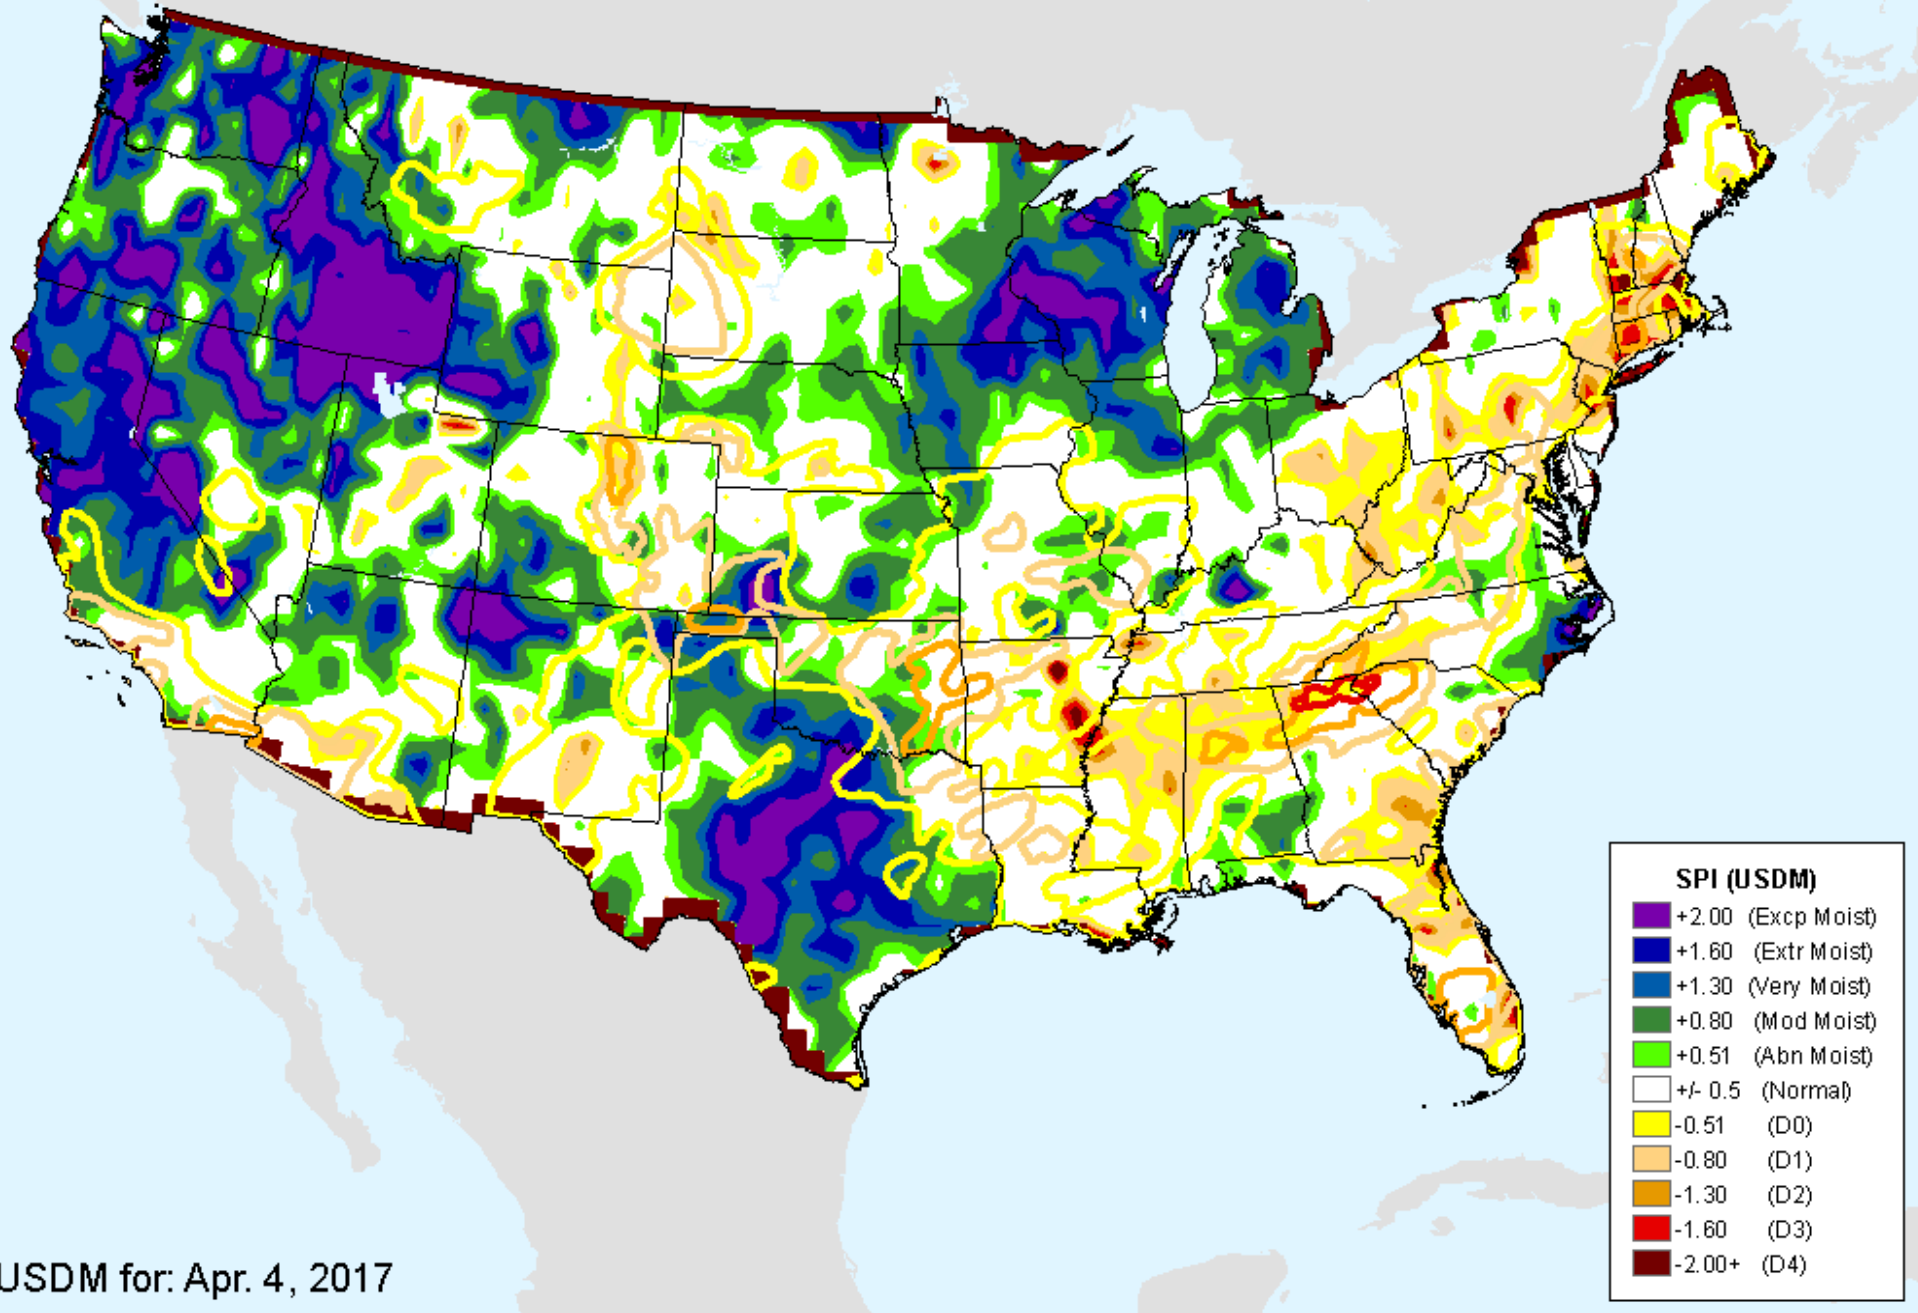 SPI (USDM)
+2.00 (Excp Moist)
+1.60 (Extr Moist)
+1.30 (Very Moist)
+0.80 (Mod Moist)
+0.51 (Abn Moist)
+/- 0.5 (Normal)
-0.51 (D0)
-0.80 (D1)
-1.30 (D2)
-1.60 (D3)
-2.00+ (D4)
USDM for: Apr. 4, 2017